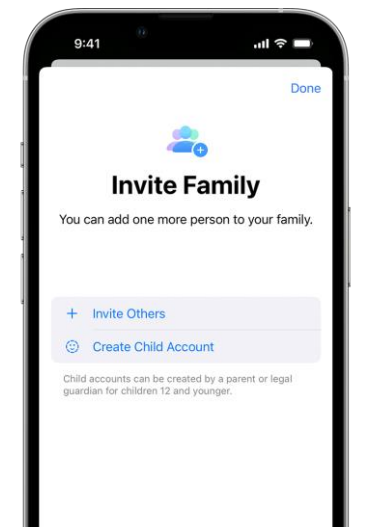 9:41
Done
Invite Family
You can add one more person to your family.
Invite Others
Create Child Account
Child accounts can be created by a parent or legal
guardian for children 12 and younger.